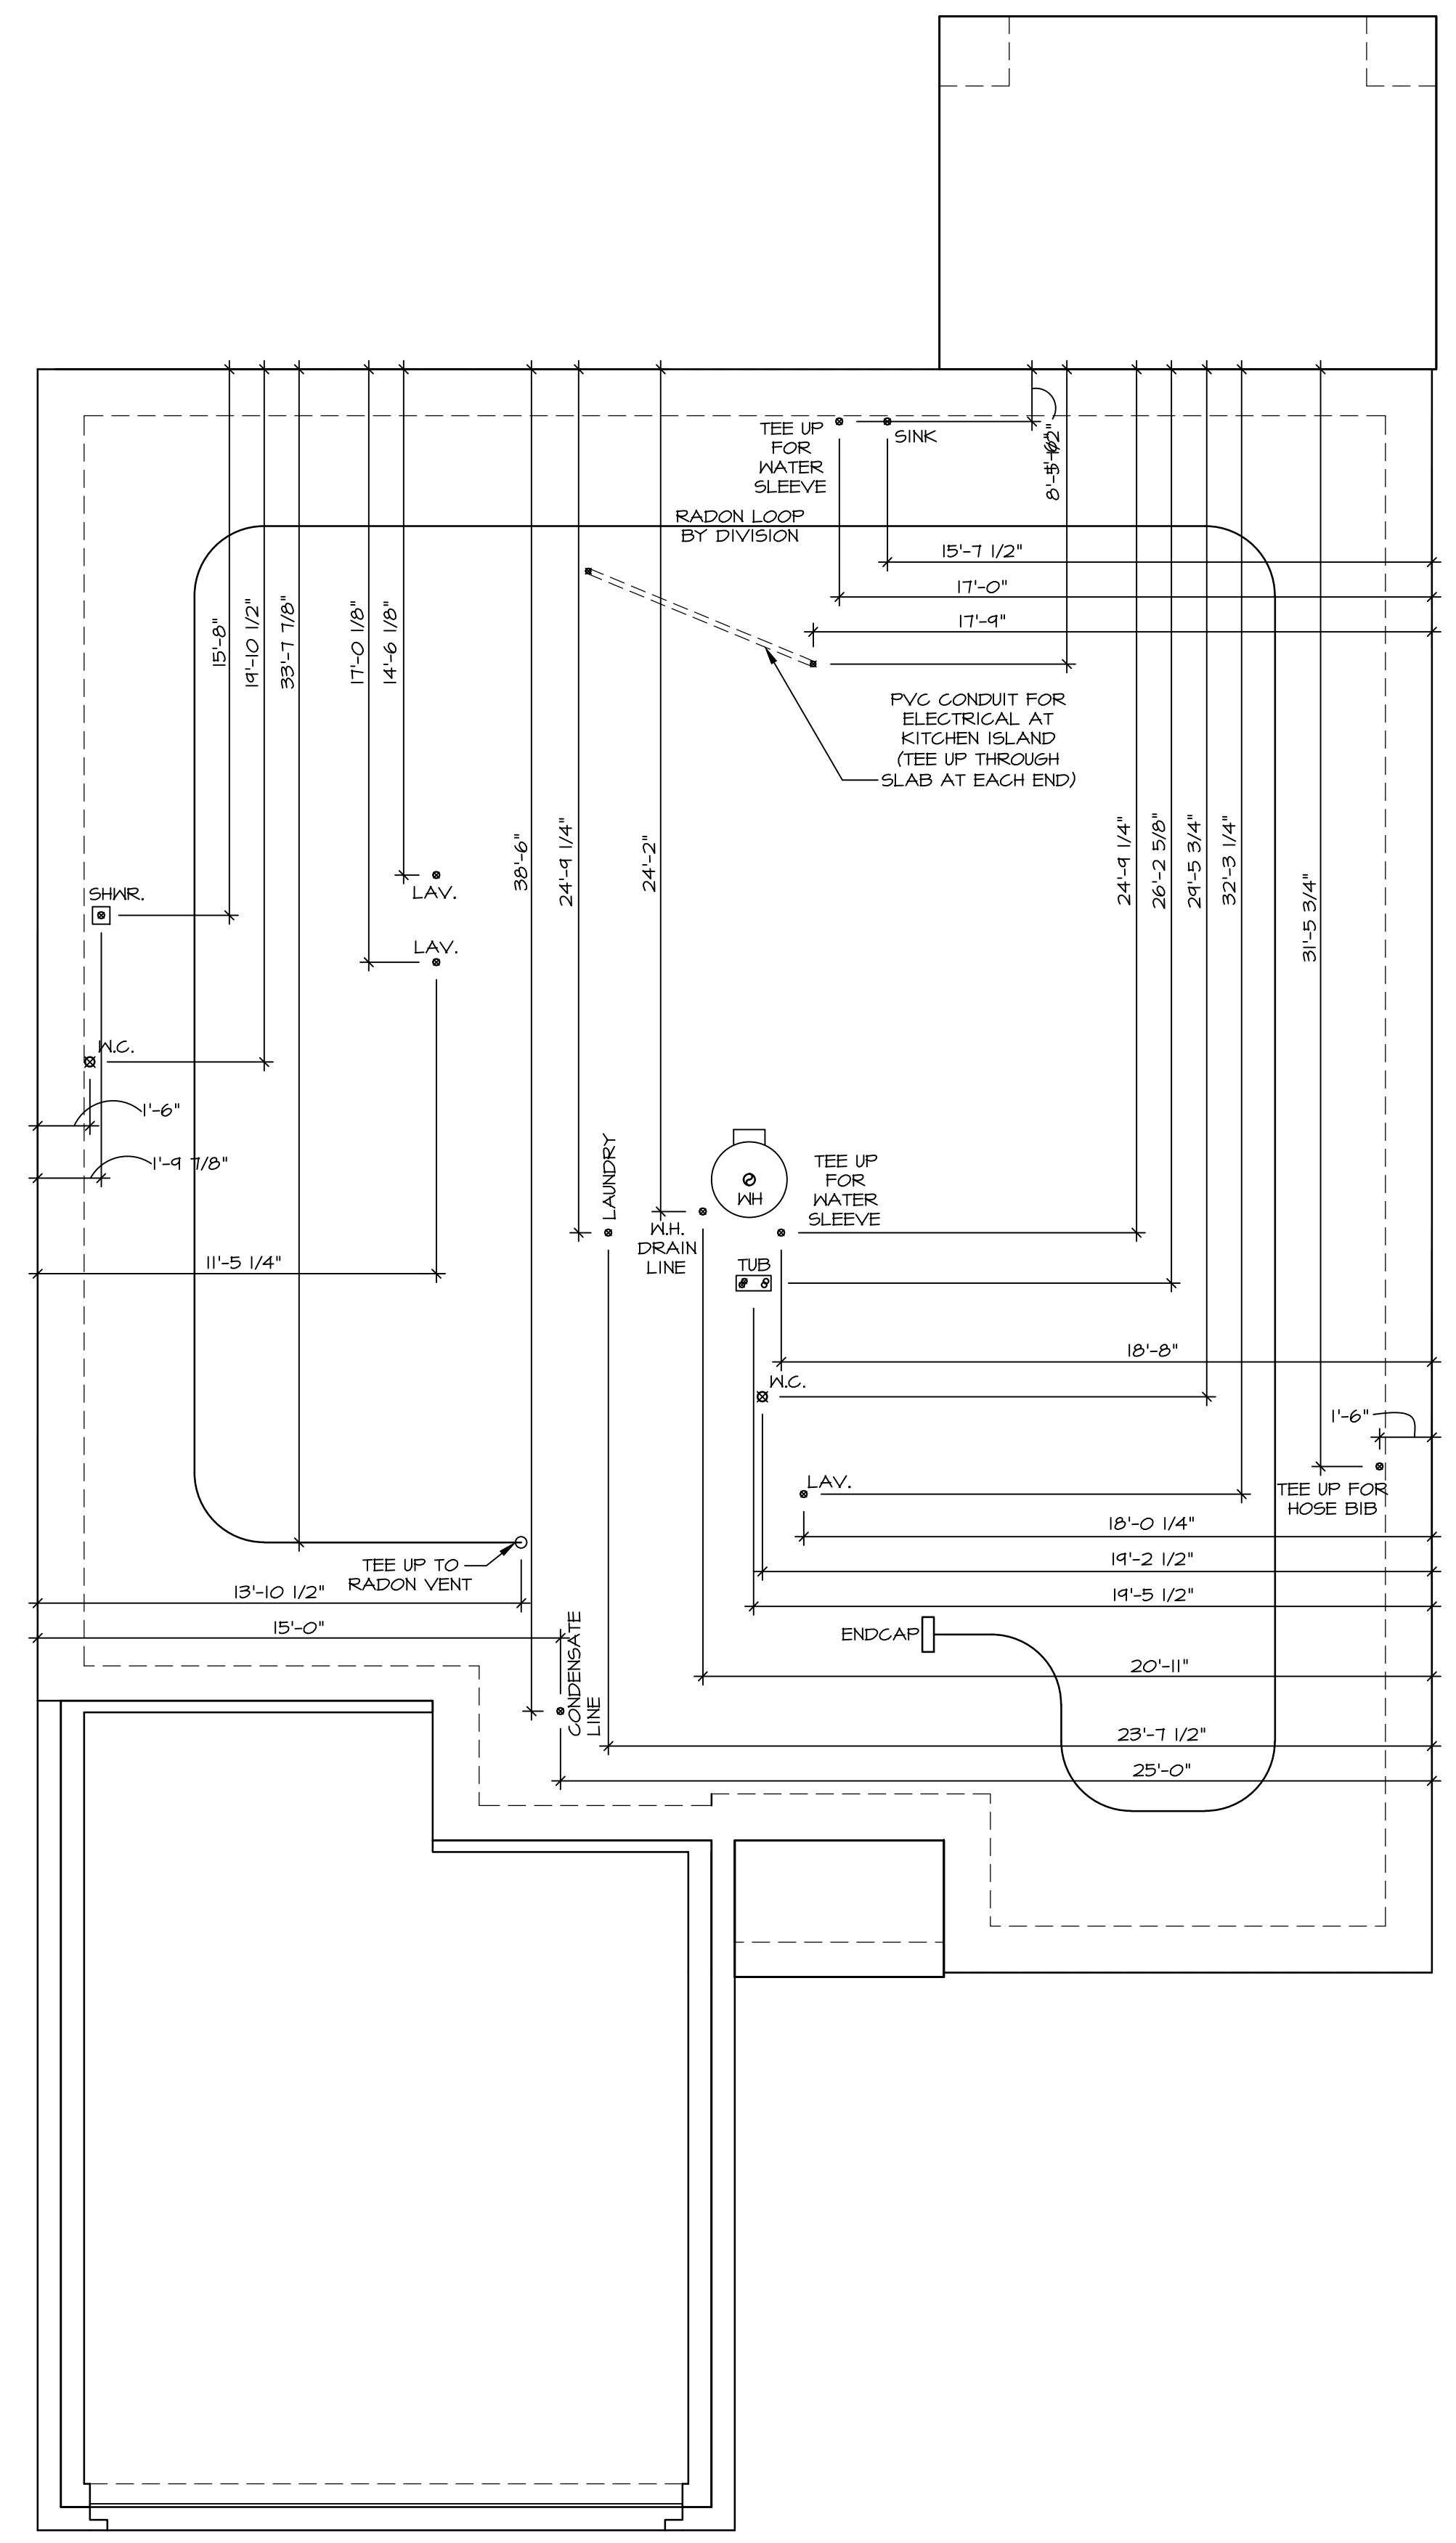 TEE UP
FOR
WATER
SLEEVE
SINK
RADON LOOP
BY DIVISION
15'-7 1/2"
17'-0"
17'-9"
15'-8"
19'-10 1/2"
33'-7 7/8"
17'-0 1/8"
14'-6 1/8"
PVC CONDUIT FOR
ELECTRICAL AT
KITCHEN ISLAND
(TEE UP THROUGH
SLAB AT EACH END)
38'-6"
24'-9 1/4"
24'-2"
24'-9 1/4"
26'-2 5/8"
29'-5 3/4"
32'-3 1/4"
31'-5 3/4"
SHWR.
LAV.
LAV.
W.C.
1'-6"
1'-9 7/8"
11'-5 1/4"
LAUNDRY
W.H.
DRAIN
LINE
WH
TEE UP
FOR
WATER
SLEEVE
TUB
18'-8"
W.C.
1'-6"
LAV.
TEE UP FOR
HOSE BIB
18'-0 1/4"
19'-2 1/2"
19'-5 1/2"
TEE UP TO
RADON VENT
13'-10 1/2"
15'-0"
CONDENSATE
LINE
ENDCAP
20'-11"
23'-7 1/2"
25'-0"